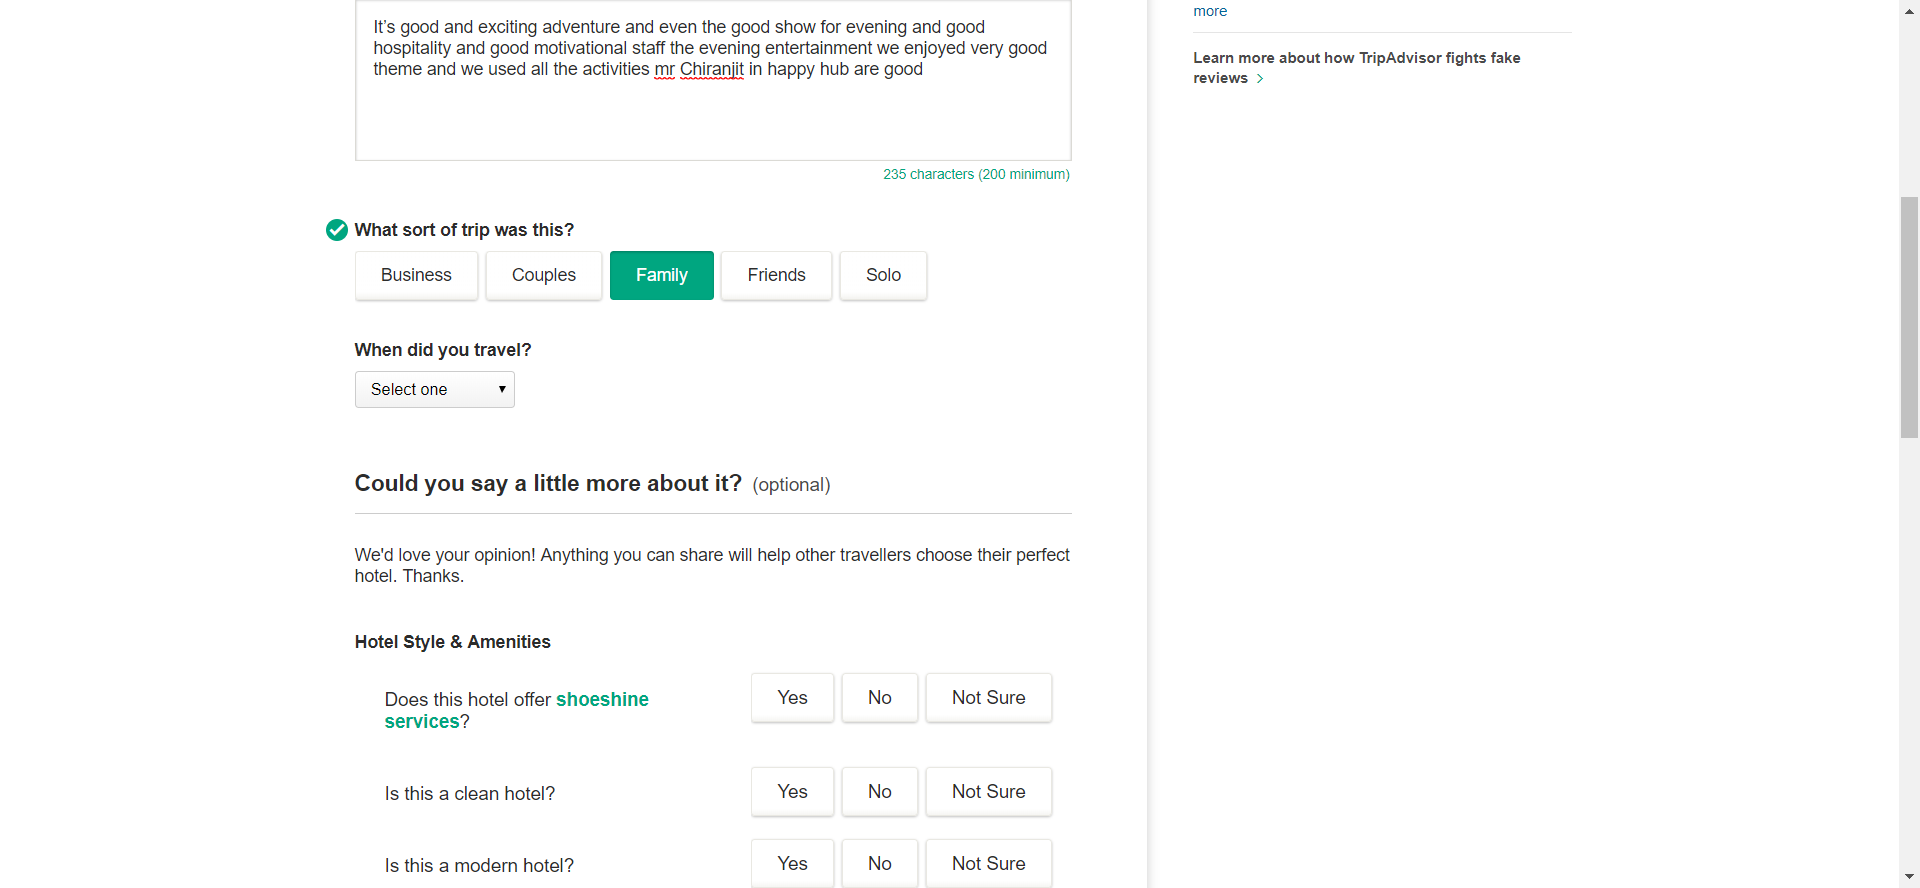 It's good and exciting adventure and even the good show for evening and good
hospitality and good motivational staff the evening entertainment we enjoyed very good
theme and we used all the activities mr Chiranjit in happy hub are good
235 characters (200 minimum)
What sort of trip was this?
Business Couples Family Friends Solo
When did you travel?
Select one
Could you say a little more about it? (optional)
We'd love your opinion! Anything you can share will help other travellers choose their perfect
hotel. Thanks.
Hotel Style & Amenities
Does this hotel offer shoeshine
services?
Yes No Not Sure
Is this a clean hotel? Yes No Not Sure
Is this a modern hotel? Yes No Not Sure
more
Learn more about how TripAdvisor fights fake
reviews